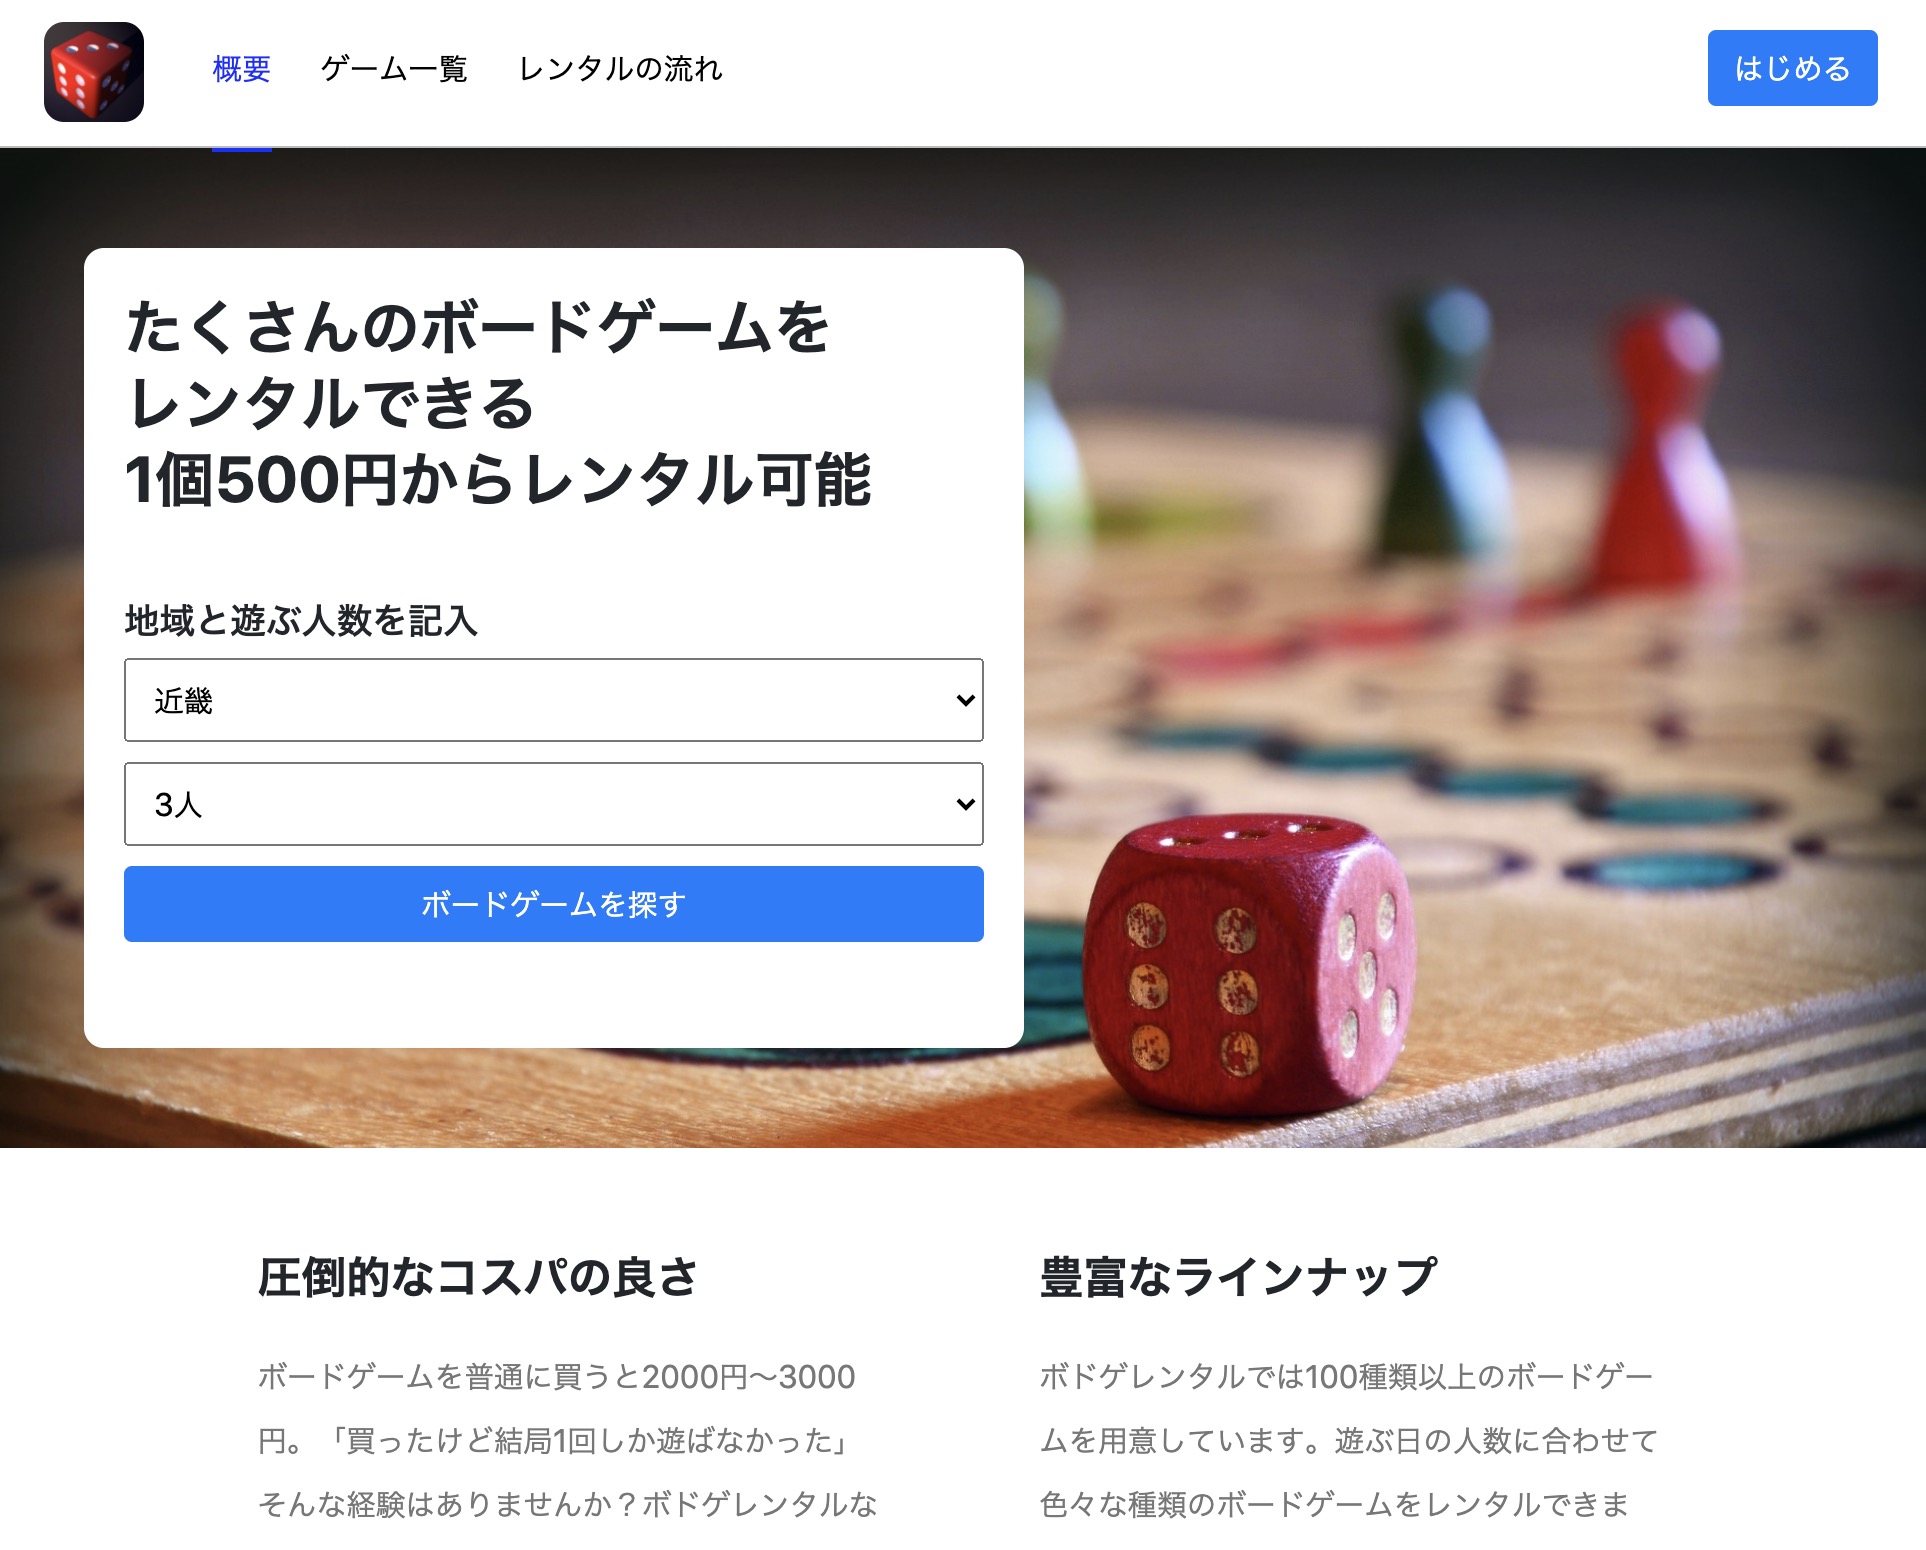 概要
ゲーム一覧
レンタルの流れ
はじめる
たくさんのボードゲームを
レンタルできる
1個500円からレンタル可能
地域と遊ぶ人数を記入
近畿
3人
ボードゲームを探す
圧倒的なコスパの良さ
ボードゲームを普通に買うと2000円〜3000
円。「買ったけど結局1回しか遊ばなかった」
そんな経験はありませんか？ボドゲレンタルな
豊富なラインナップ
ボドゲレンタルでは100種類以上のボードゲー
ムを用意しています。遊ぶ日の人数に合わせて
色々な種類のボードゲームをレンタルできま